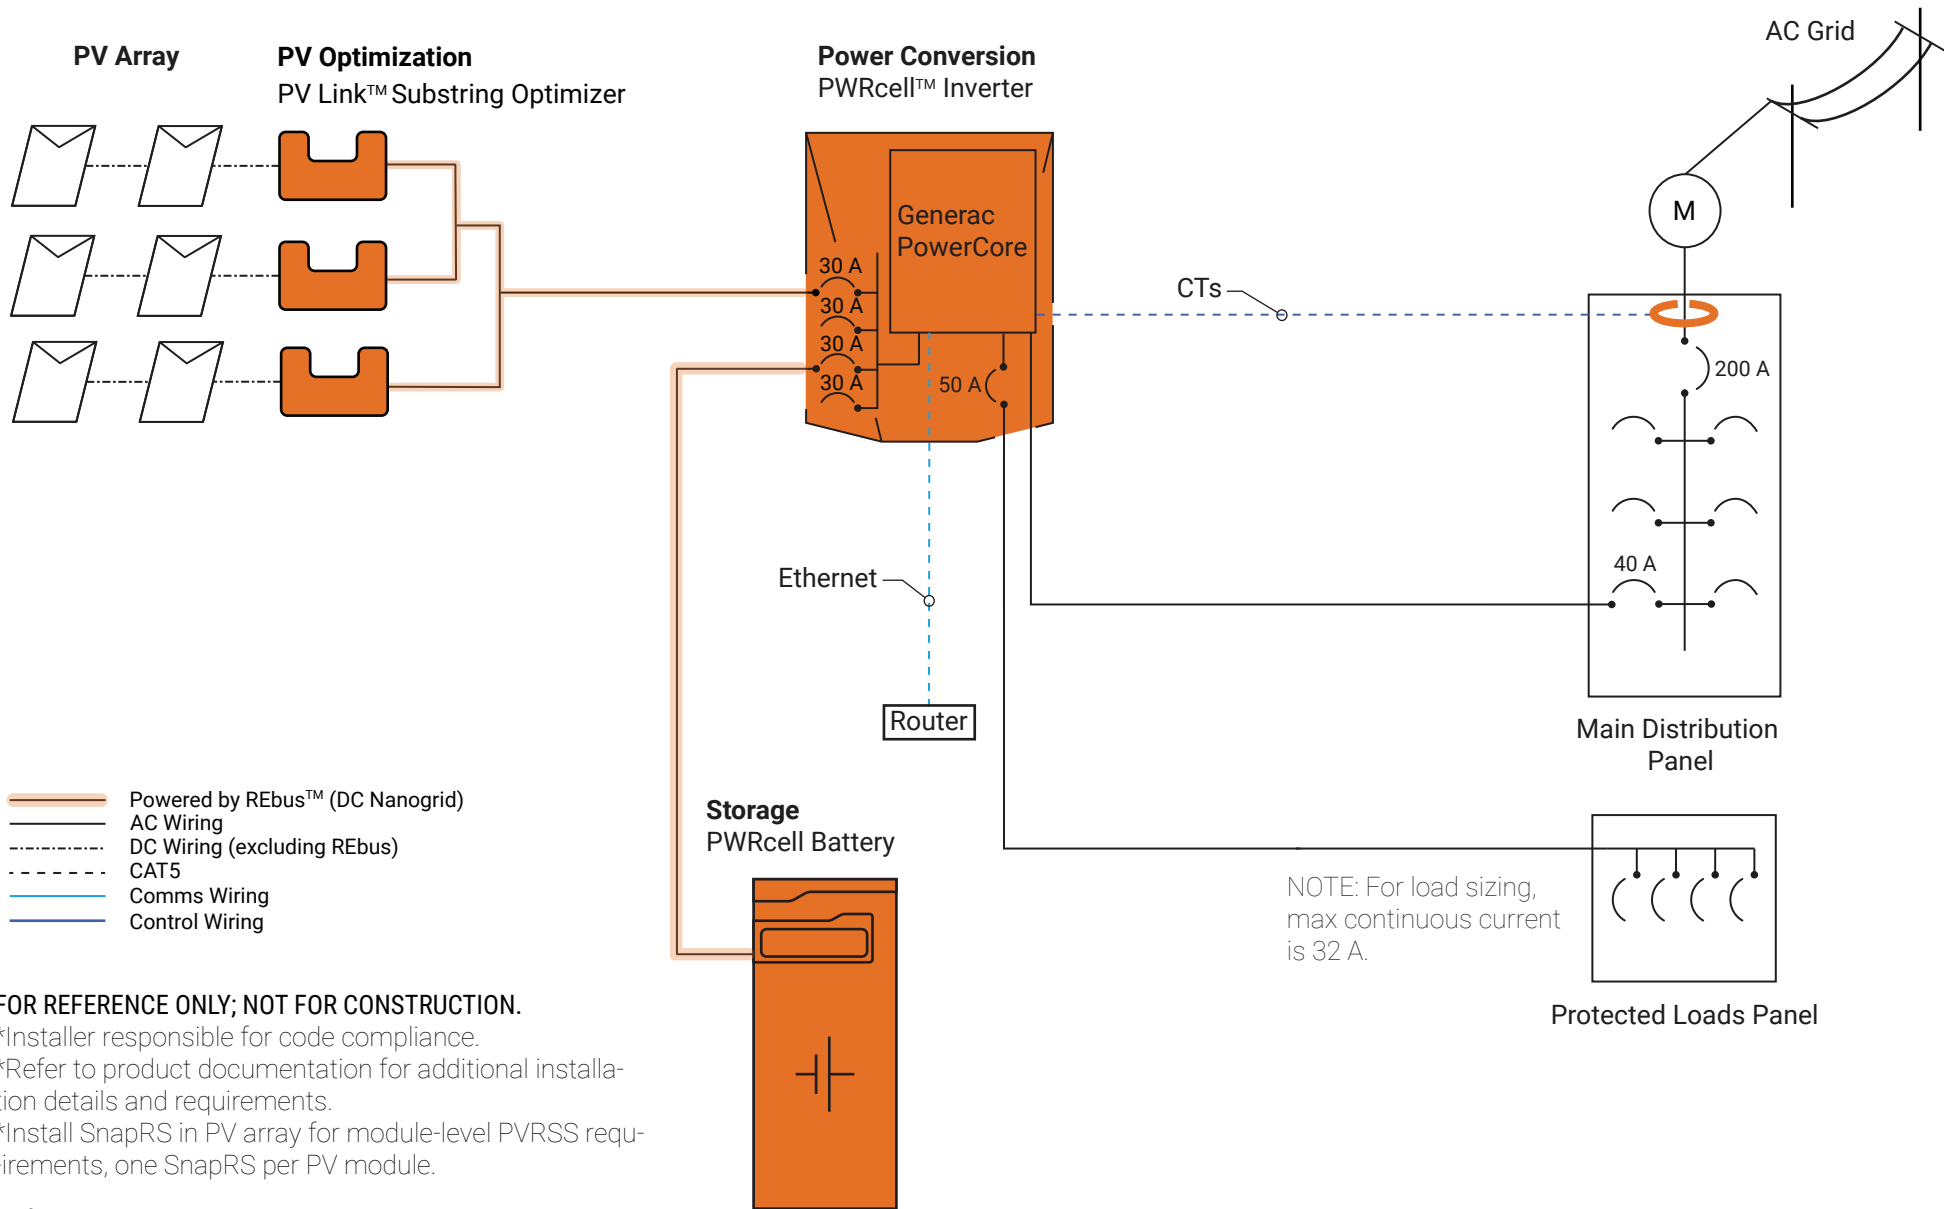 PV Array
PV Optimization
PV Link™ Substring Optimizer
Power Conversion
PWRcell™ Inverter
AC Grid
Generac
PowerCore
30 A
30 A
30 A
30 A
50 A
CTs
M
200 A
40 A
Ethernet
Router
Main Distribution
Panel
Powered by REbus™ (DC Nanogrid)
AC Wiring
DC Wiring (excluding REbus)
CAT5
Comms Wiring
Control Wiring
Storage
PWRcell Battery
NOTE: For load sizing,
max continuous current
is 32 A.
Protected Loads Panel
FOR REFERENCE ONLY; NOT FOR CONSTRUCTION.
*Installer responsible for code compliance.
*Refer to product documentation for additional installa-
tion details and requirements.
*Install SnapRS in PV array for module-level PVRSS requ-
irements, one SnapRS per PV module.